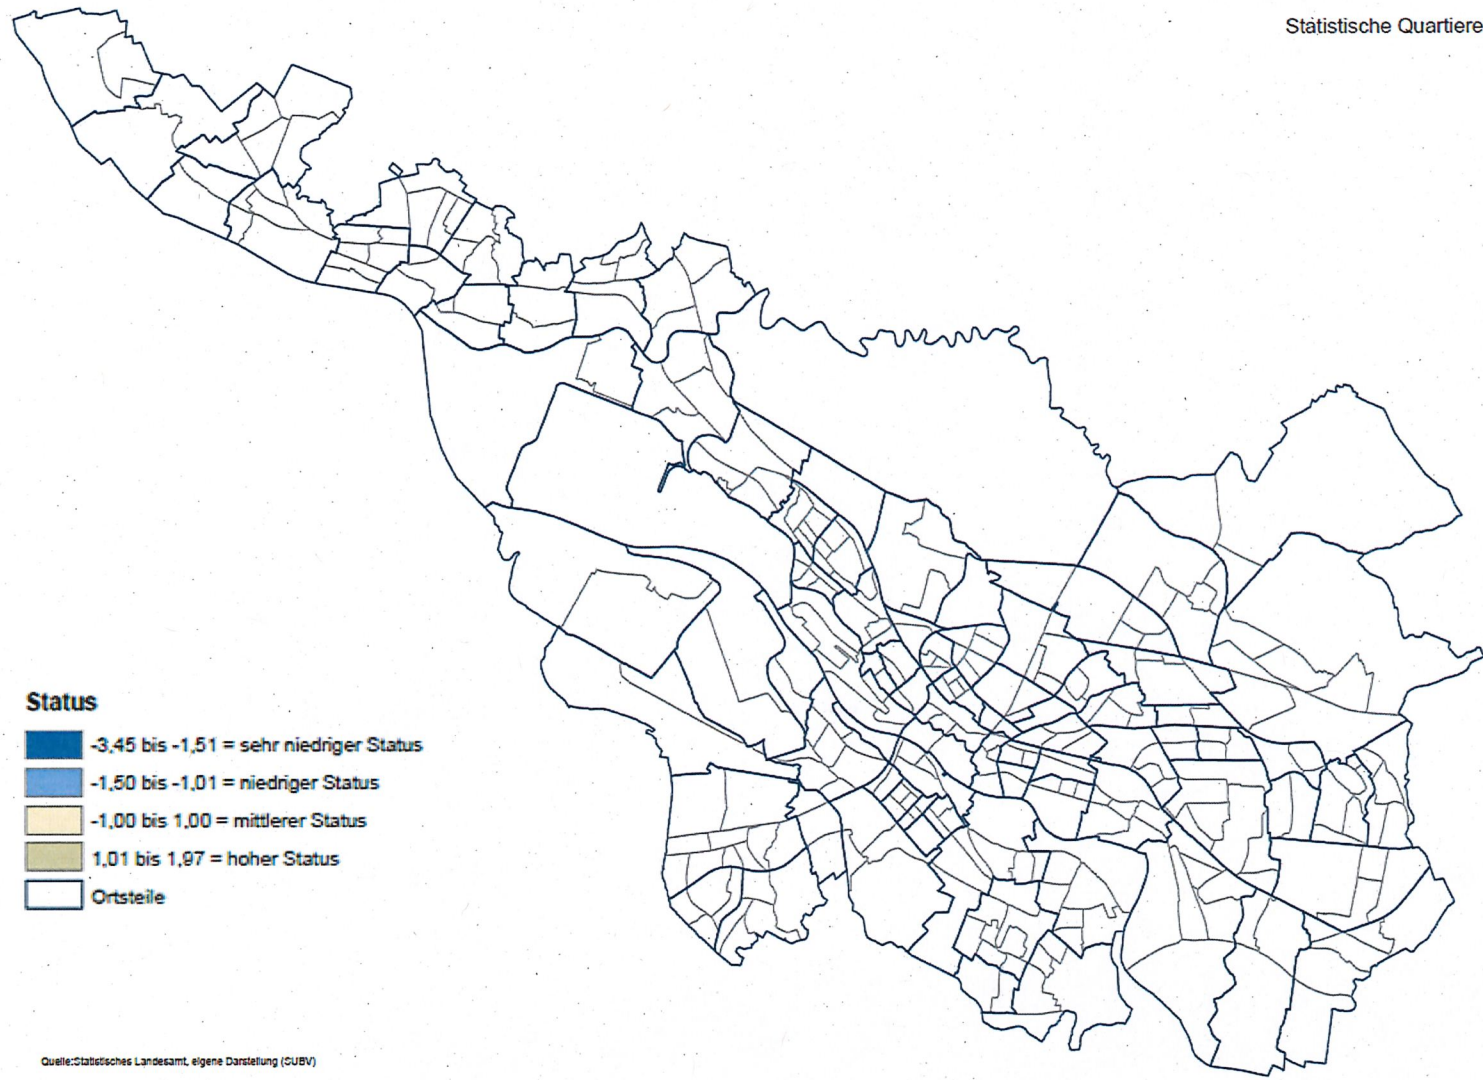 Statistische Quartiere
Status
-3,45 bis -1,51 = sehr niedriger Status
-1,50 bis -1,01 = niedriger Status
-1,00 bis 1,00 = mittlerer Status
1,01 bis 1,97 = hoher Status
Ortsteile
Quelle:Statistisches Landesamt, eigene Darstellung (SUBV)